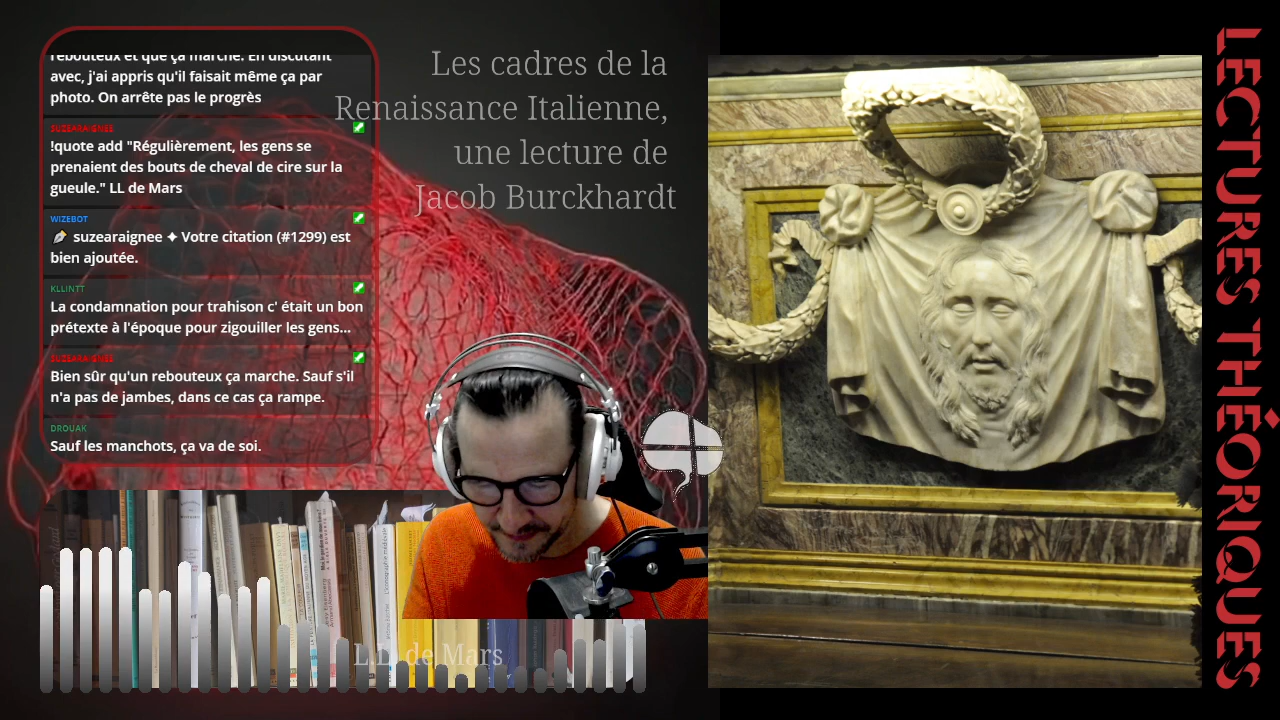 rebouteux et que ça marche. En discutant
avec, j'ai appris qu'il faisait même ça par
photo. On arrête pas le progrès
SUZEARAIGNEE
!quote add "Régulièrement, les gens se
prenaient des bouts de cheval de cire sur la
gueule." LL de Mars
WIZEBOT
suzearaignee ✦ Votre citation (#1299) est
bien ajoutée.
KLLINTT
La condamnation pour trahison c' était un bon
prétexte à l'époque pour zigouiller les gens...
SUZEARAIGNEE
Bien sûr qu'un rebouteux ça marche. Sauf s'il
n'a pas de jambes, dans ce cas ça rampe.
DROUAK
Sauf les manchots, ça va de soi.
Les cadres de la
Renaissance Italienne,
une lecture de
Jacob Burckhardt
L.L. de Mars
LECTURES THÉORIQUES